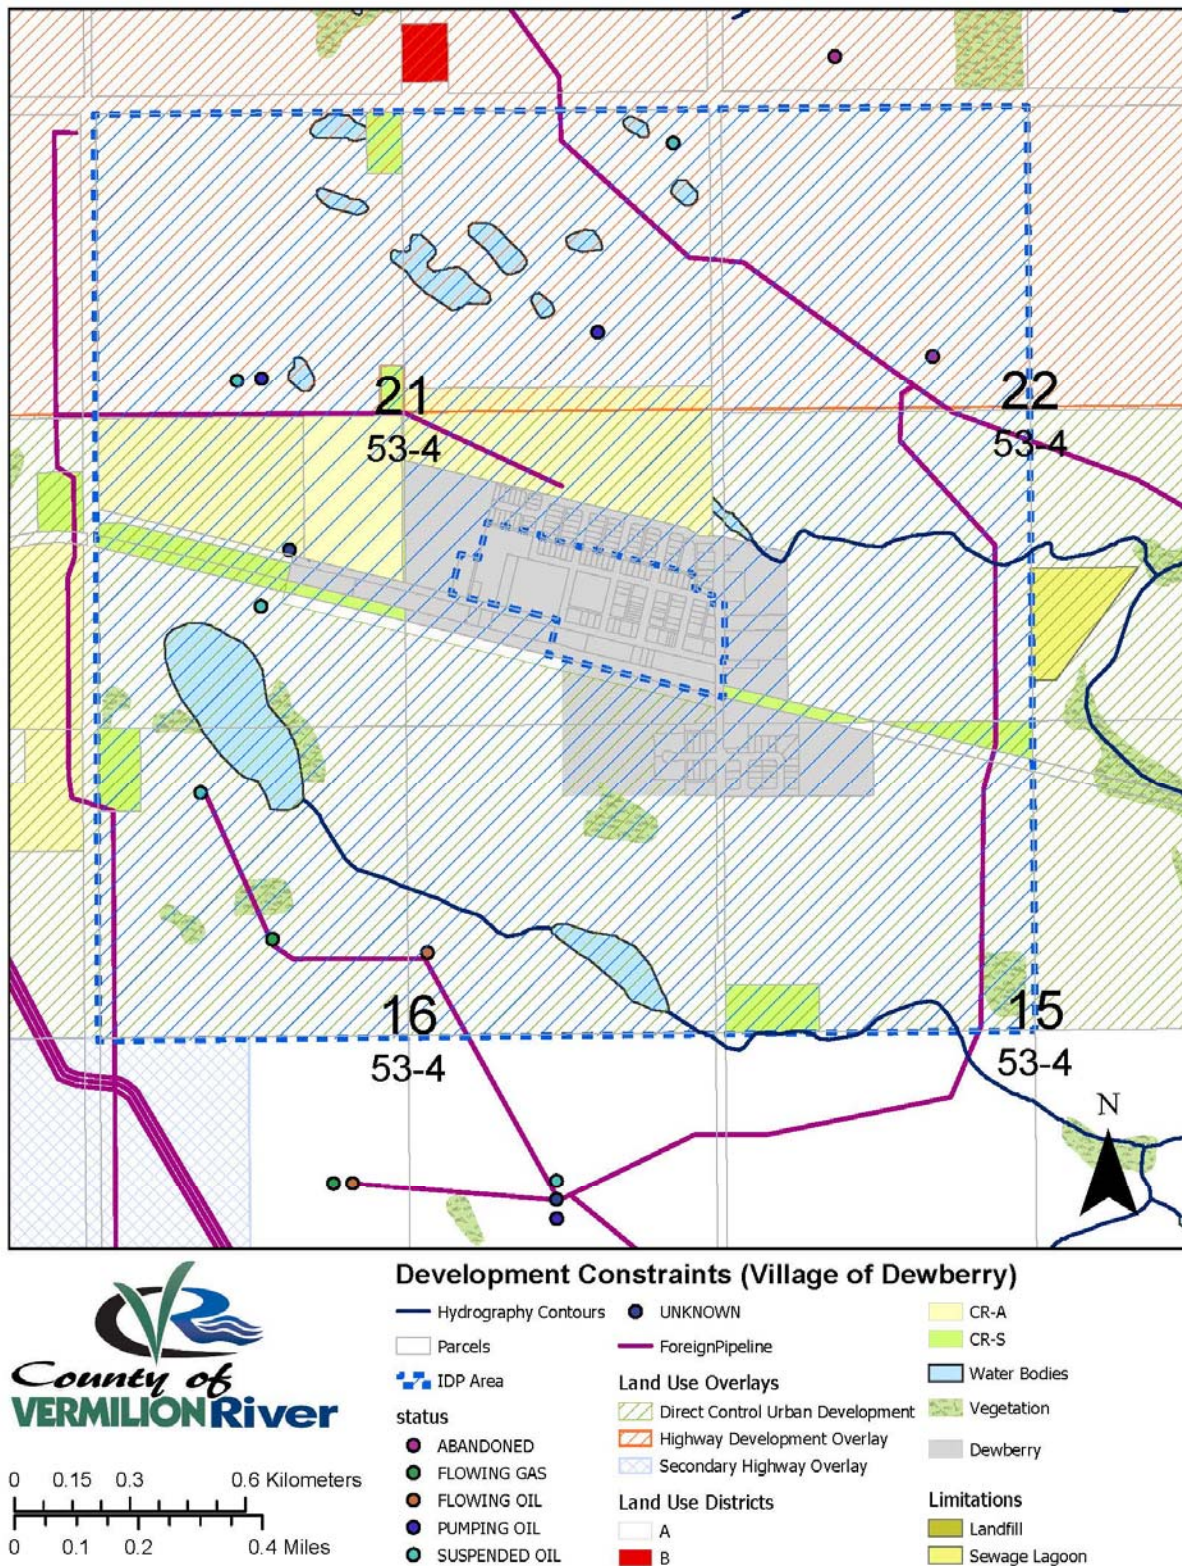 21
53-4
22
53-4
16
53-4
15
53-4
N
County of
VERMILION River
0 0.15 0.3 0.6 Kilometers
0 0.1 0.2 0.4 Miles
Development Constraints (Village of Dewberry)
Hydrography Contours
Parcels
IDP Area
status
ABANDONED
FLOWING GAS
FLOWING OIL
PUMPING OIL
SUSPENDED OIL
UNKNOWN
ForeignPipeline
Land Use Overlays
Direct Control Urban Development
Highway Development Overlay
Secondary Highway Overlay
Land Use Districts
A
B
CR-A
CR-S
Water Bodies
Vegetation
Dewberry
Limitations
Landfill
Sewage Lagoon